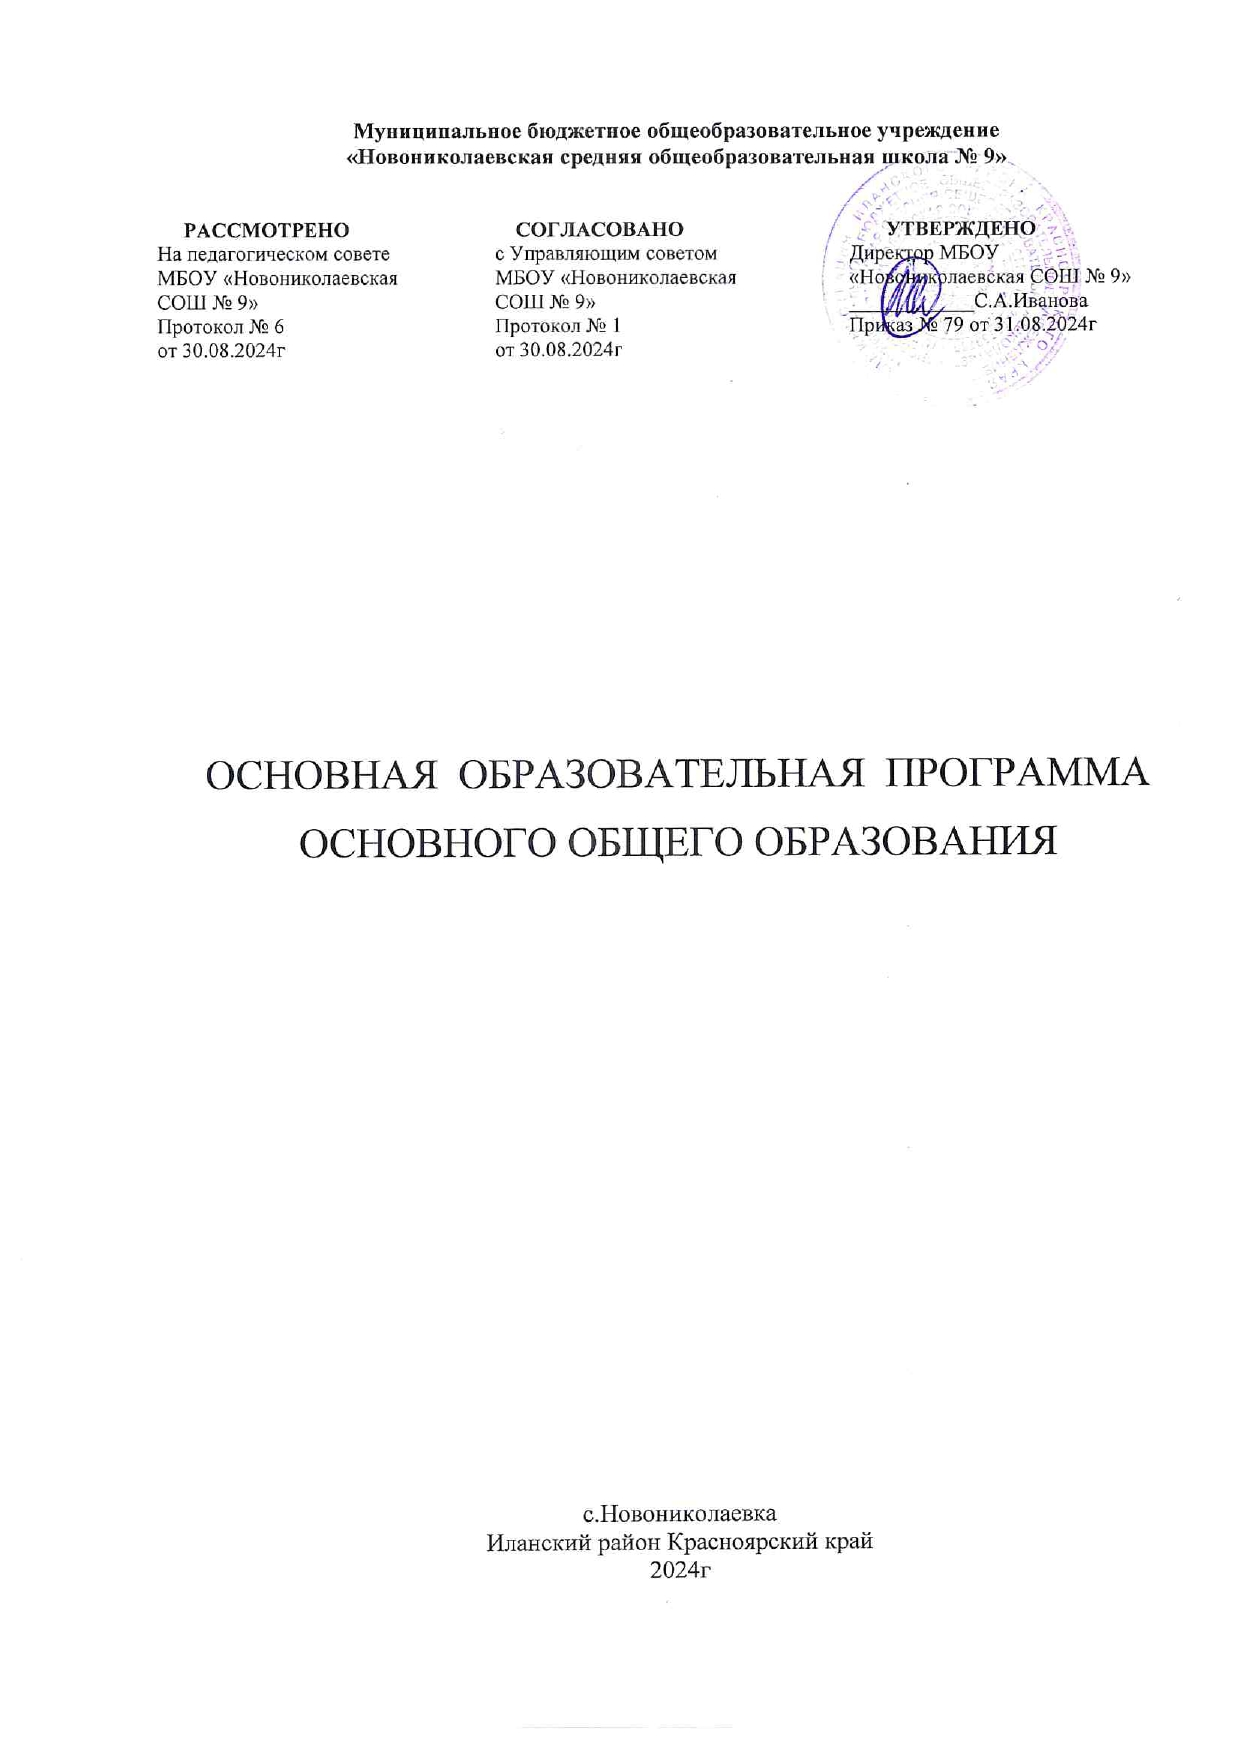 Муниципальное бюджетное общеобразовательное учреждение
«Новониколаевская средняя общеобразовательная школа № 9»
РАССМОТРЕНО
На педагогическом совете
МБОУ «Новониколаевская
СОШ № 9»
Протокол № 6
от 30.08.2024г
СОГЛАСОВАНО
с Управляющим советом
МБОУ «Новониколаевская
СОШ № 9»
Протокол № 1
от 30.08.2024г
УТВЕРЖДЕНО
Директор МБОУ
«Новониколаевская СОШ № 9»
____________С.А.Иванова
Приказ № 79 от 31.08.2024г
ОСНОВНАЯ ОБРАЗОВАТЕЛЬНАЯ ПРОГРАММА
ОСНОВНОГО ОБЩЕГО ОБРАЗОВАНИЯ
с.Новониколаевка
Иланский район Красноярский край
2024г